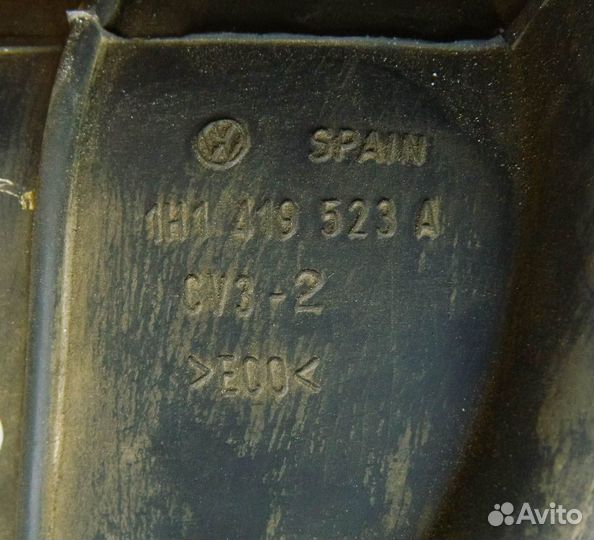 SPAIN
1H1 419 523 A
CV3-2
>ECO<
Avito